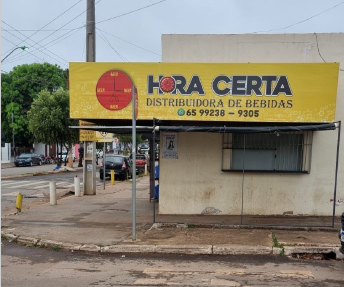 HORA CERTA
DISTRIBUIDORA DE BEBIDAS
65 99238 - 9305